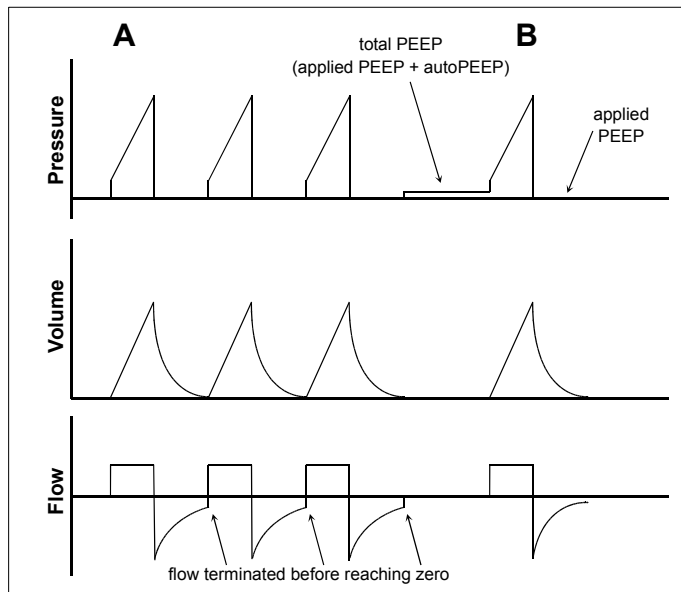 A
B
total PEEP
(applied PEEP + autoPEEP)
applied
PEEP
Pressure
Volume
Flow
flow terminated before reaching zero